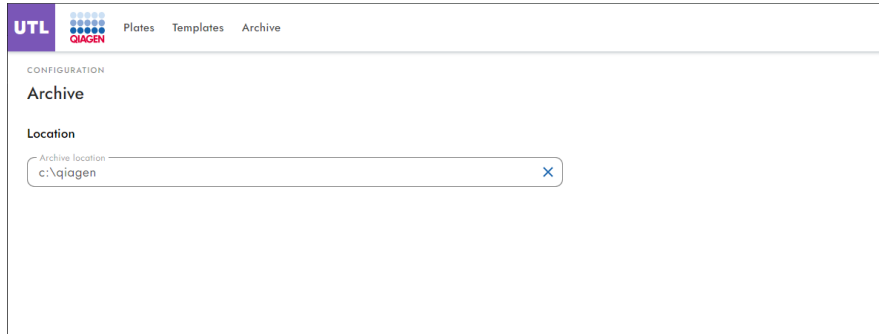 UTL QIAGEN Plates Templates Archive
CONFIGURATION
Archive
Location
Archive location
c:\qiagen